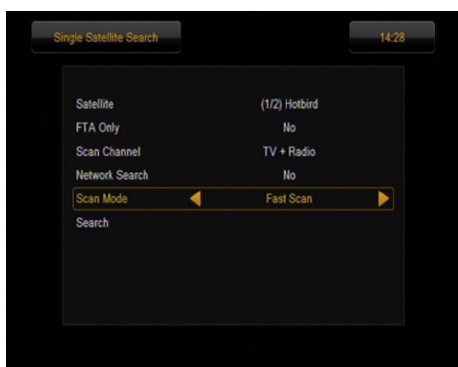 Single Satellite Search 14:28
Satellite (1/2) Hotbird
FTA Only No
Scan Channel TV + Radio
Network Search No
Scan Mode Fast Scan
Search